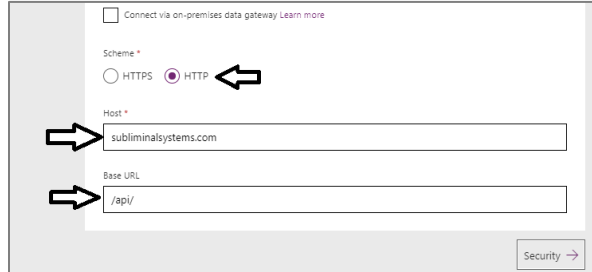 Connect via on-premises data gateway Learn more
Scheme *
HTTPS HTTP
Host *
subliminalsystems.com
Base URL
/api/
Security →